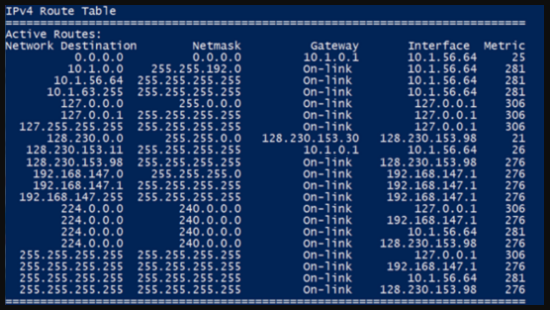 IPv4 Route Table
===========================================================================
Active Routes:
Network Destination        Netmask          Gateway       Interface  Metric
0.0.0.0          0.0.0.0         10.1.0.1       10.1.56.64     25
10.1.0.0    255.255.192.0         On-link        10.1.56.64    281
10.1.56.64  255.255.255.255         On-link        10.1.56.64    281
10.1.63.255  255.255.255.255         On-link        10.1.56.64    281
127.0.0.0        255.0.0.0         On-link         127.0.0.1    306
127.0.0.1  255.255.255.255         On-link         127.0.0.1    306
127.255.255.255  255.255.255.255         On-link         127.0.0.1    306
128.230.0.0      255.255.0.0   128.230.153.30   128.230.153.98    276
128.230.153.11  255.255.255.255         10.1.0.1       10.1.56.64     26
128.230.153.98  255.255.255.255         On-link    128.230.153.98    276
192.168.147.0    255.255.255.0         On-link     192.168.147.1    276
192.168.147.1  255.255.255.255         On-link     192.168.147.1    276
192.168.147.255  255.255.255.255         On-link     192.168.147.1    276
224.0.0.0        240.0.0.0         On-link         127.0.0.1    306
224.0.0.0        240.0.0.0         On-link     192.168.147.1    276
224.0.0.0        240.0.0.0         On-link        10.1.56.64    281
224.0.0.0        240.0.0.0         On-link    128.230.153.98    276
255.255.255.255  255.255.255.255         On-link         127.0.0.1    306
255.255.255.255  255.255.255.255         On-link     192.168.147.1    276
255.255.255.255  255.255.255.255         On-link        10.1.56.64    281
255.255.255.255  255.255.255.255         On-link    128.230.153.98    276
===========================================================================